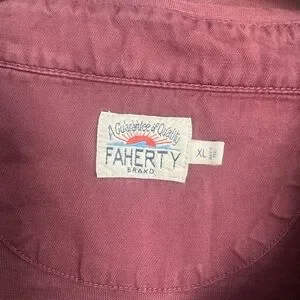 A Guarantee of Quality
FAHERTY
BRAND
XL